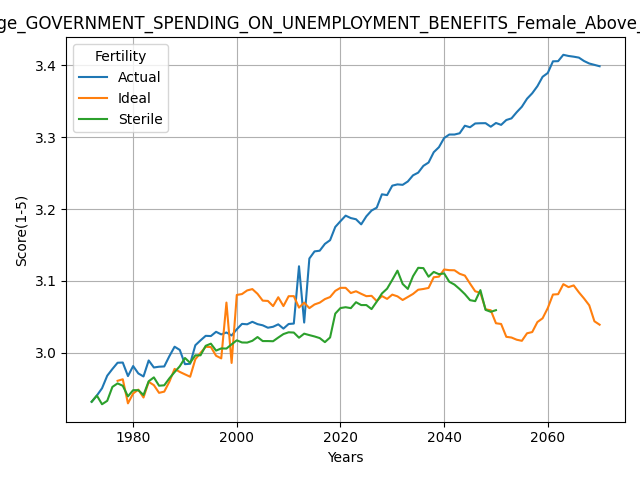 ge_GOVERNMENT_SPENDING_ON_UNEMPLOYMENT_BENEFITS_Female_Above_
Fertility
Actual
Ideal
Sterile
Score(1-5)
3.4
3.3
3.2
3.1
3.0
1980 2000 2020 2040 2060
Years